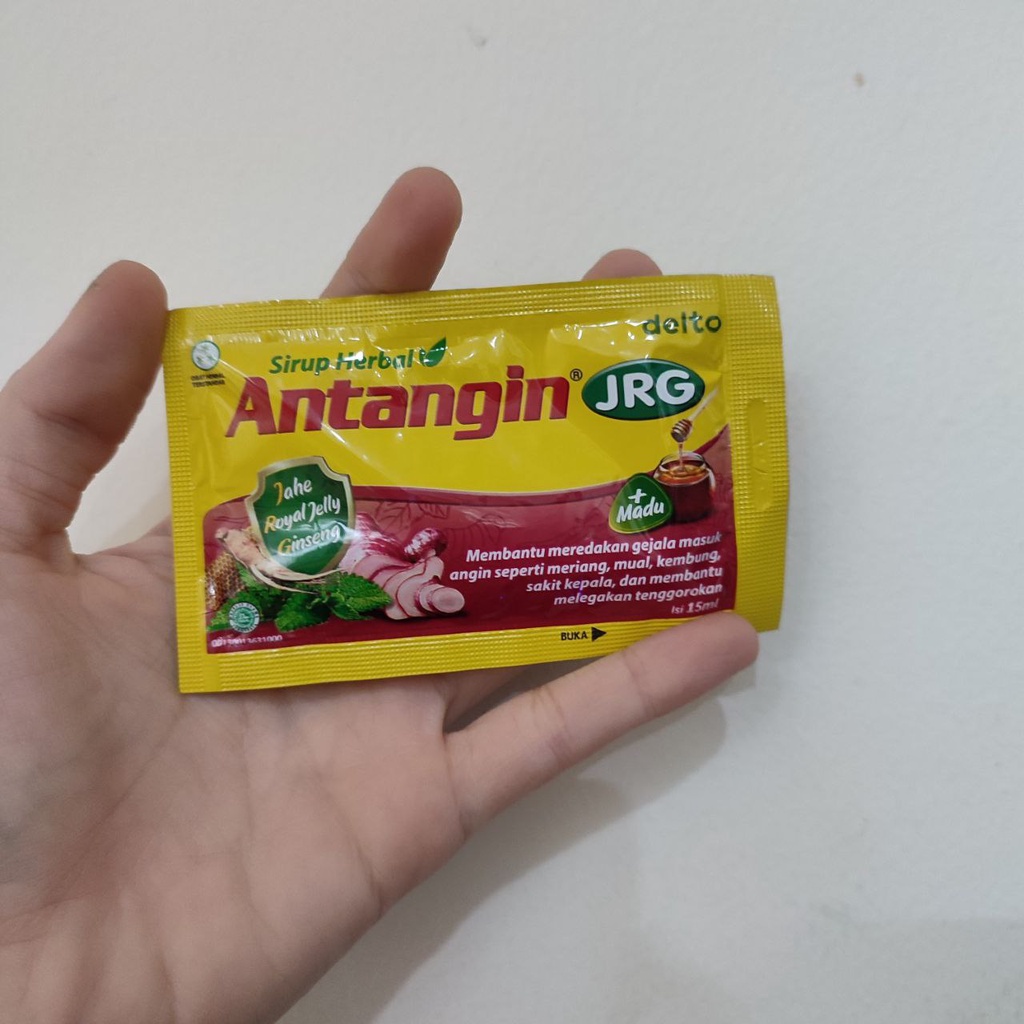 delto
Sirup Herbal
Antangin® JRG
Jahe
Royal Jelly
Ginseng
+
Madu
Membantu meredakan gejala masuk
angin seperti meriang, mual, kembung,
sakit kepala, dan membantu
melegakan tenggorokan
Isi 15ml
BUKA